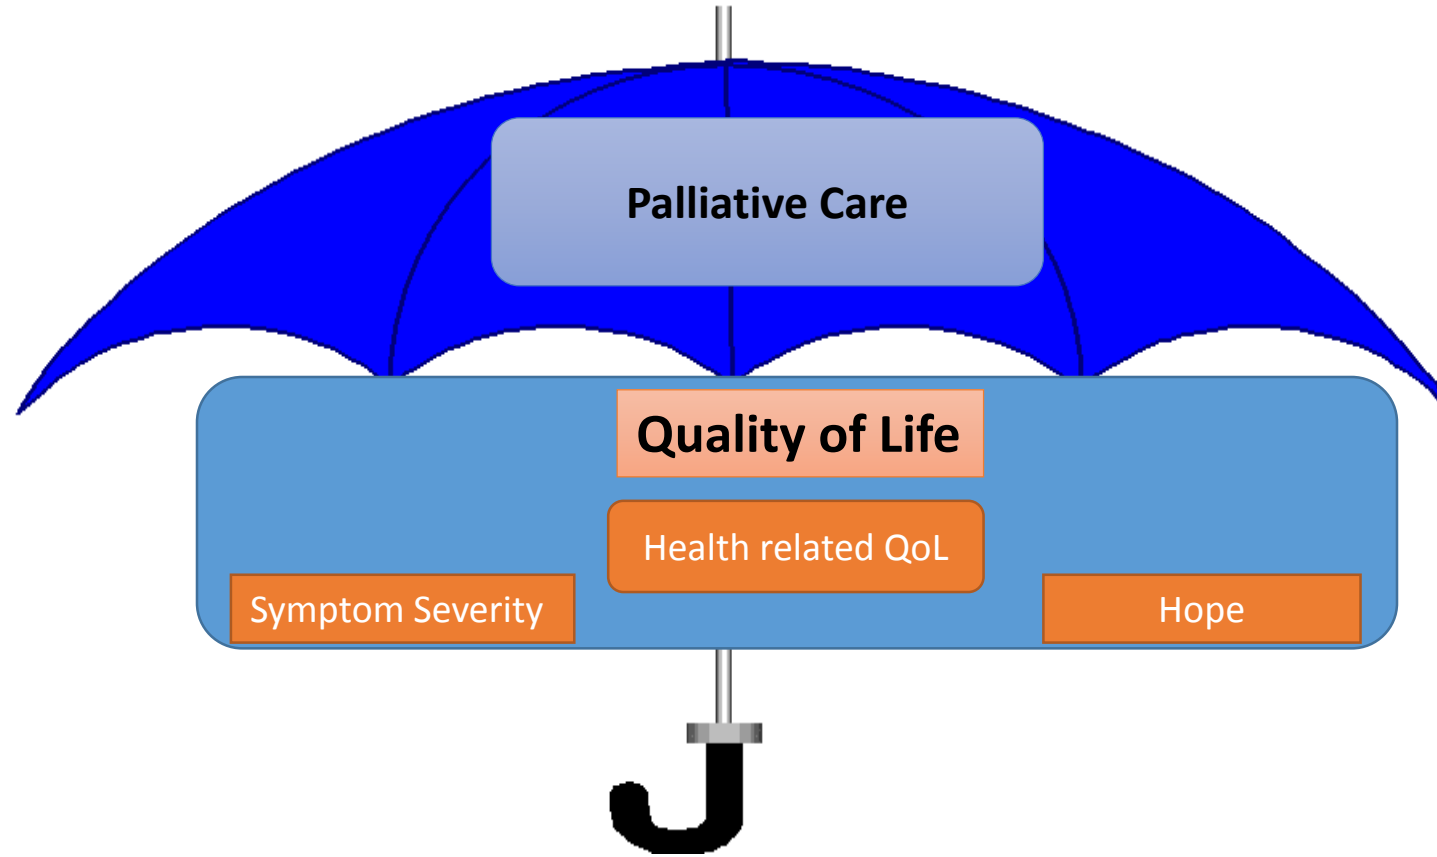 Palliative Care
Quality of Life
Health related QoL
Symptom Severity
Hope